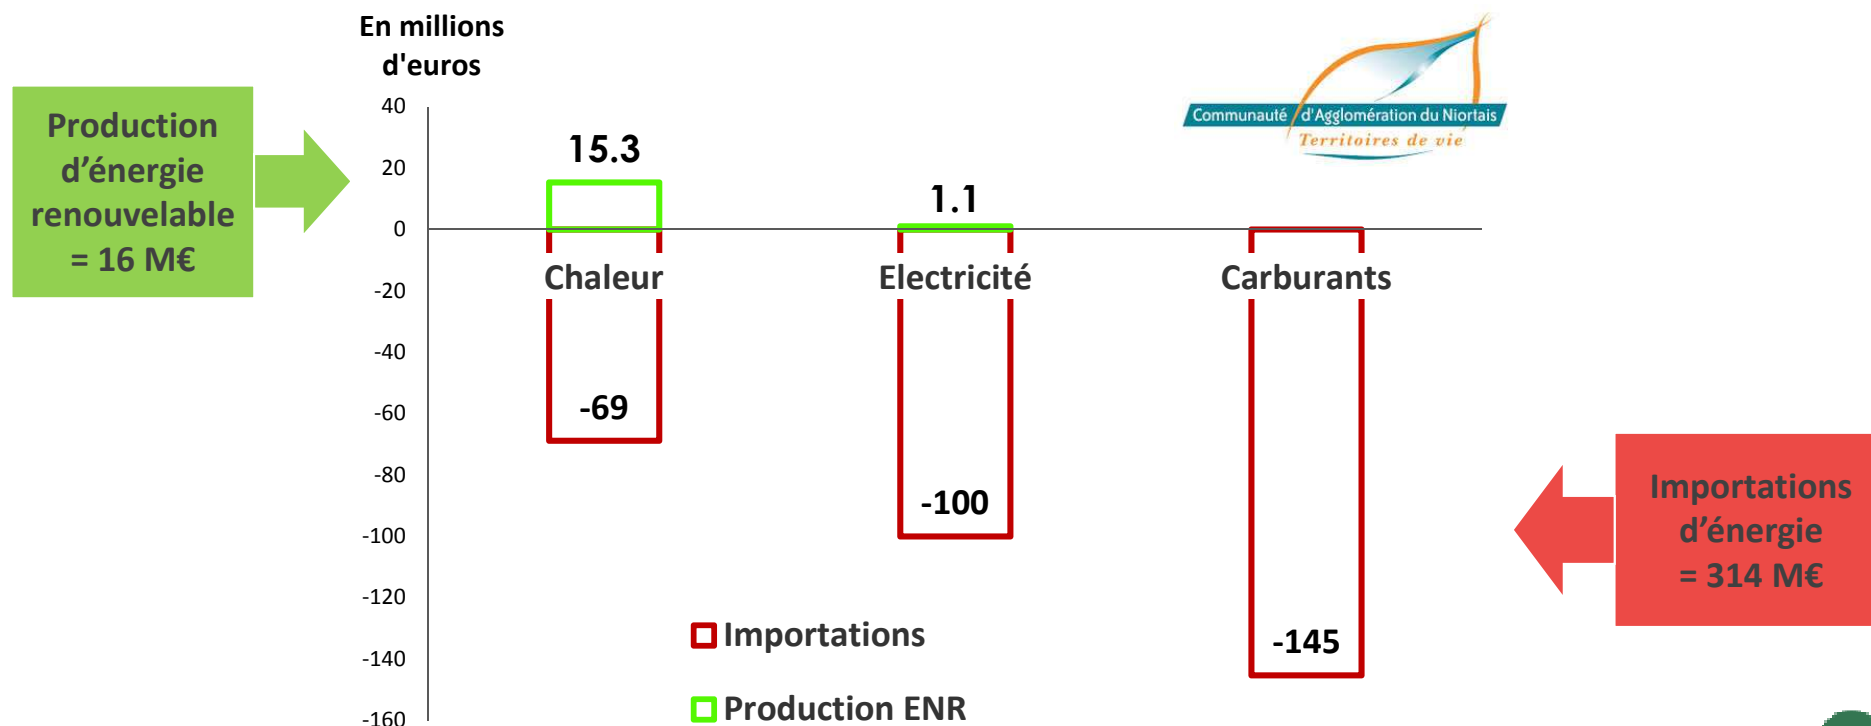 En millions
d'euros
Production
d’énergie
renouvelable
= 16 M€
40
20
0
-20
-40
-60
-80
-100
-120
-140
-160
15.3
1.1
Chaleur
Electricité
Carburants
-69
-100
-145
Importations
Production ENR
Communauté d'Agglomération du Niortais
Territoires de vie
Importations
d’énergie
= 314 M€